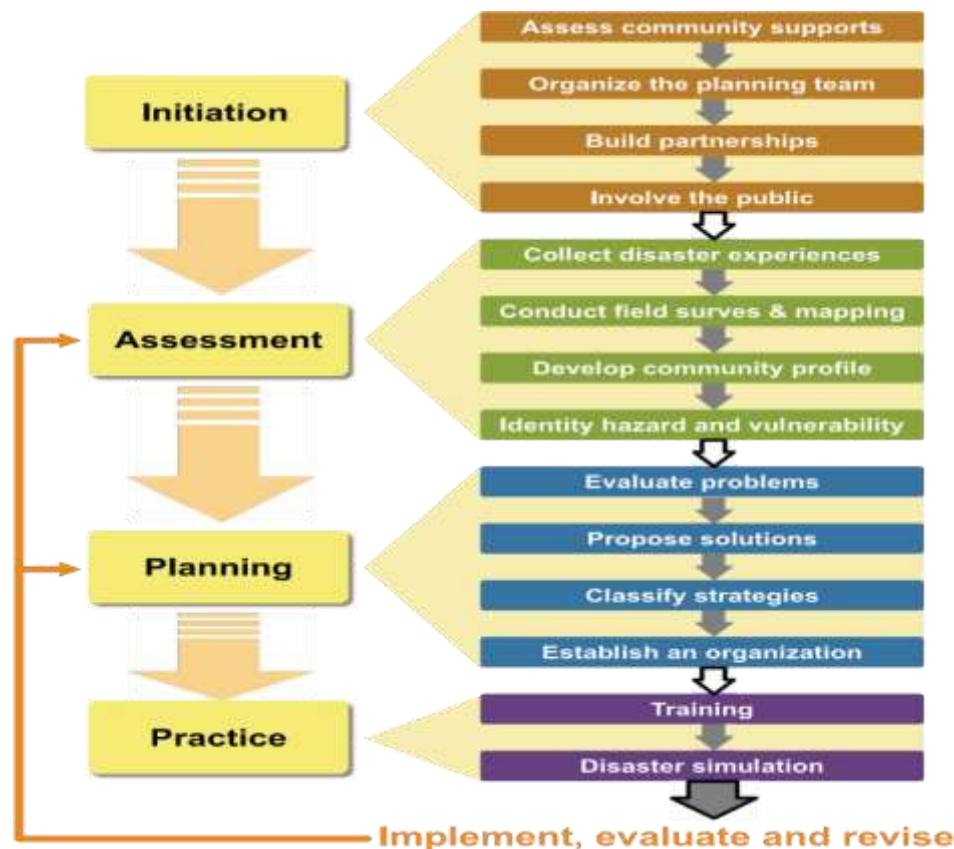 Initiation
Assess community supports
Organize the planning team
Build partnerships
Involve the public
Assessment
Collect disaster experiences
Conduct field surves & mapping
Develop community profile
Identity hazard and vulnerability
Planning
Evaluate problems
Propose solutions
Classify strategies
Establish an organization
Practice
Training
Disaster simulation
Implement, evaluate and revise